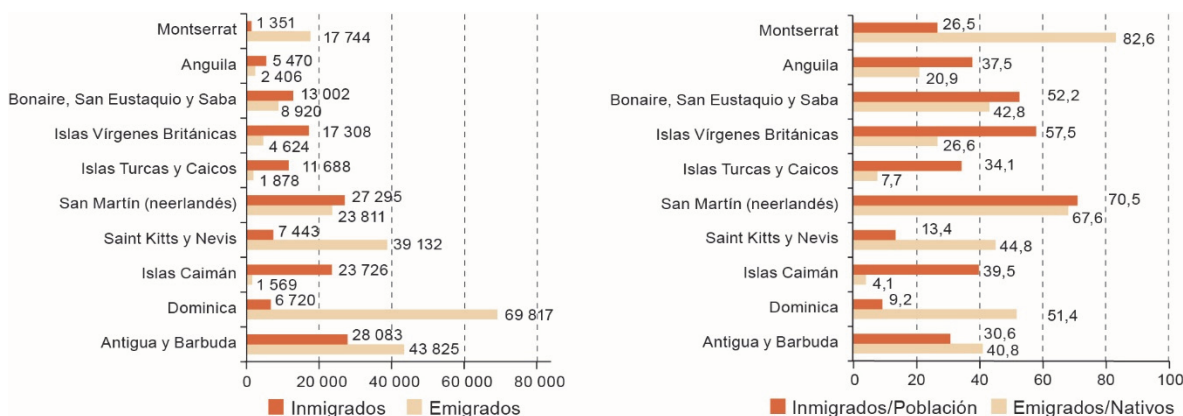 Montserrat
1 351
17 744
Anguila
5 470
2 406
Bonaire, San Eustaquio y Saba
13 002
8 920
Islas Vírgenes Británicas
17 308
4 624
Islas Turcas y Caicos
11 688
1 878
San Martín (neerlandés)
27 295
23 811
Saint Kitts y Nevis
7 443
39 132
Islas Caimán
23 726
1 569
Dominica
6 720
69 817
Antigua y Barbuda
28 083
43 825
0 20 000 40 000 60 000 80 000
Inmigrados Emigrados
Montserrat
26,5
82,6
Anguila
37,5
20,9
Bonaire, San Eustaquio y Saba
52,2
42,8
Islas Vírgenes Británicas
57,5
26,6
Islas Turcas y Caicos
34,1
7,7
San Martín (neerlandés)
70,5
67,6
Saint Kitts y Nevis
13,4
44,8
Islas Caimán
39,5
4,1
Dominica
9,2
51,4
Antigua y Barbuda
30,6
40,8
0 20 40 60 80 100
Inmigrados/Población Emigrados/Nativos